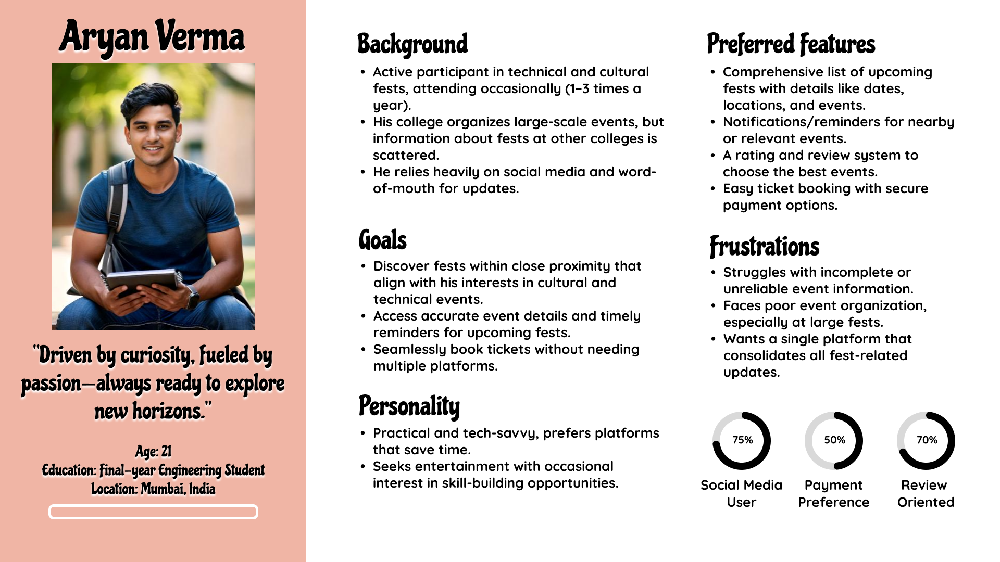 Aryan Verma
"Driven by curiosity, fueled by
passion—always ready to explore
new horizons."
Age: 21
Education: Final-year Engineering Student
Location: Mumbai, India
Background
• Active participant in technical and cultural
fests, attending occasionally (1–3 times a
year).
• His college organizes large-scale events, but
information about fests at other colleges is
scattered.
• He relies heavily on social media and word-
of-mouth for updates.
Goals
• Discover fests within close proximity that
align with his interests in cultural and
technical events.
• Access accurate event details and timely
reminders for upcoming fests.
• Seamlessly book tickets without needing
multiple platforms.
Personality
• Practical and tech-savvy, prefers platforms
that save time.
• Seeks entertainment with occasional
interest in skill-building opportunities.
Preferred Features
• Comprehensive list of upcoming
fests with details like dates,
locations, and events.
• Notifications/reminders for nearby
or relevant events.
• A rating and review system to
choose the best events.
• Easy ticket booking with secure
payment options.
Frustrations
• Struggles with incomplete or
unreliable event information.
• Faces poor event organization,
especially at large fests.
• Wants a single platform that
consolidates all fest-related
updates.
75%
Social Media
User
50%
Payment
Preference
70%
Review
Oriented